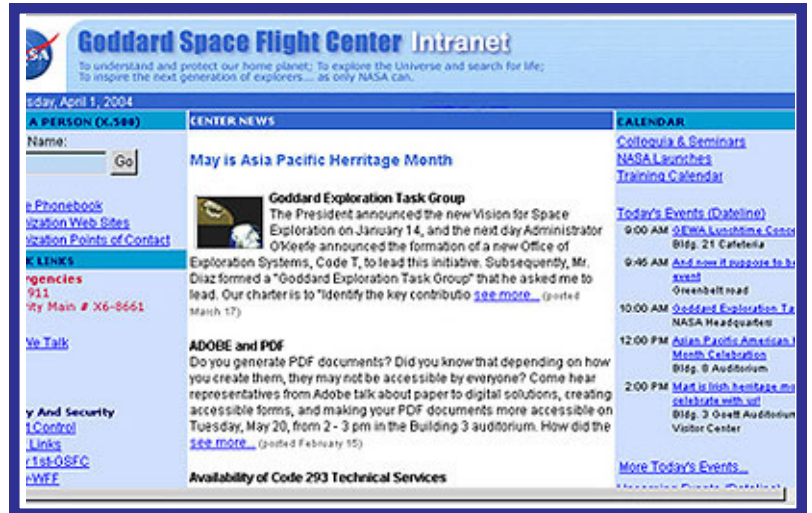 NASA
Goddard Space Flight Center Intranet
To understand and protect our home planet; To explore the Universe and search for life;
To inspire the next generation of explorers... as only NASA can.
sday, April 1, 2004
A PERSON (X.500)
Name:
Go
e Phonebook
nization Web Sites
nization Points of Contact
K LINKS
rgencies
911
rity Main # X6-8661
We Talk
y And Security
t Control
Links
1st-GSFC
-WFF
CENTER NEWS
May is Asia Pacific Herritage Month
Goddard Exploration Task Group
The President announced the new Vision for Space
Exploration on January 14, and the next day Administrator
O'Keefe announced the formation of a new Office of
Exploration Systems, Code T, to lead this initiative. Subsequently, Mr.
Diaz formed a "Goddard Exploration Task Group" that he asked me to
lead. Our charter is to "Identify the key contributio see more... (posted
March 17)
ADOBE and PDF
Do you generate PDF documents? Did you know that depending on how
you create them, they may not be accessible by everyone? Come hear
representatives from Adobe talk about paper to digital solutions, creating
accessible forms, and making your PDF documents more accessible on
Tuesday, May 20, from 2 - 3 pm in the Building 3 auditorium. How did the
see more... (posted February 15)
Availability of Code 293 Technical Services
CALENDAR
Colloquia & Seminars
NASA Launches
Training Calendar
Today's Events (Dateline)
9:00 AM GEWA Lunchtime Conce
Bldg. 21 Cafeteria
9:45 AM And now it suppose to be
event
Greenbelt road
10:00 AM Goddard Exploration Ta
NASA Headquarters
12:00 PM Asian Pacific American H
Month Celebration
Bldg. 8 Auditorium
2:00 PM Mart is Irish heritage mo
celebrate with us!
Bldg. 3 Goett Auditorium
Visitor Center
More Today's Events...
Upcoming Events (Dateline)